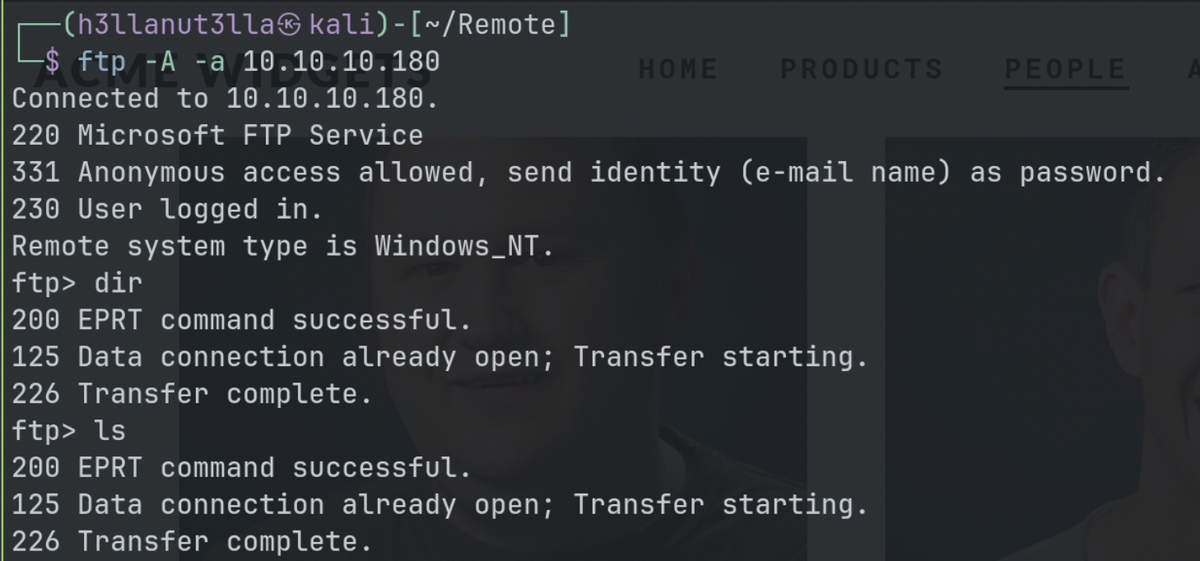 ┌──(h3llanut3lla㉿kali)-[~/Remote]
└─$ ftp -A -a 10.10.10.180
ACME WIDGETS HOME PRODUCTS PEOPLE A
Connected to 10.10.10.180.
220 Microsoft FTP Service
331 Anonymous access allowed, send identity (e-mail name) as password.
230 User logged in.
Remote system type is Windows_NT.
ftp> dir
200 EPRT command successful.
125 Data connection already open; Transfer starting.
226 Transfer complete.
ftp> ls
200 EPRT command successful.
125 Data connection already open; Transfer starting.
226 Transfer complete.